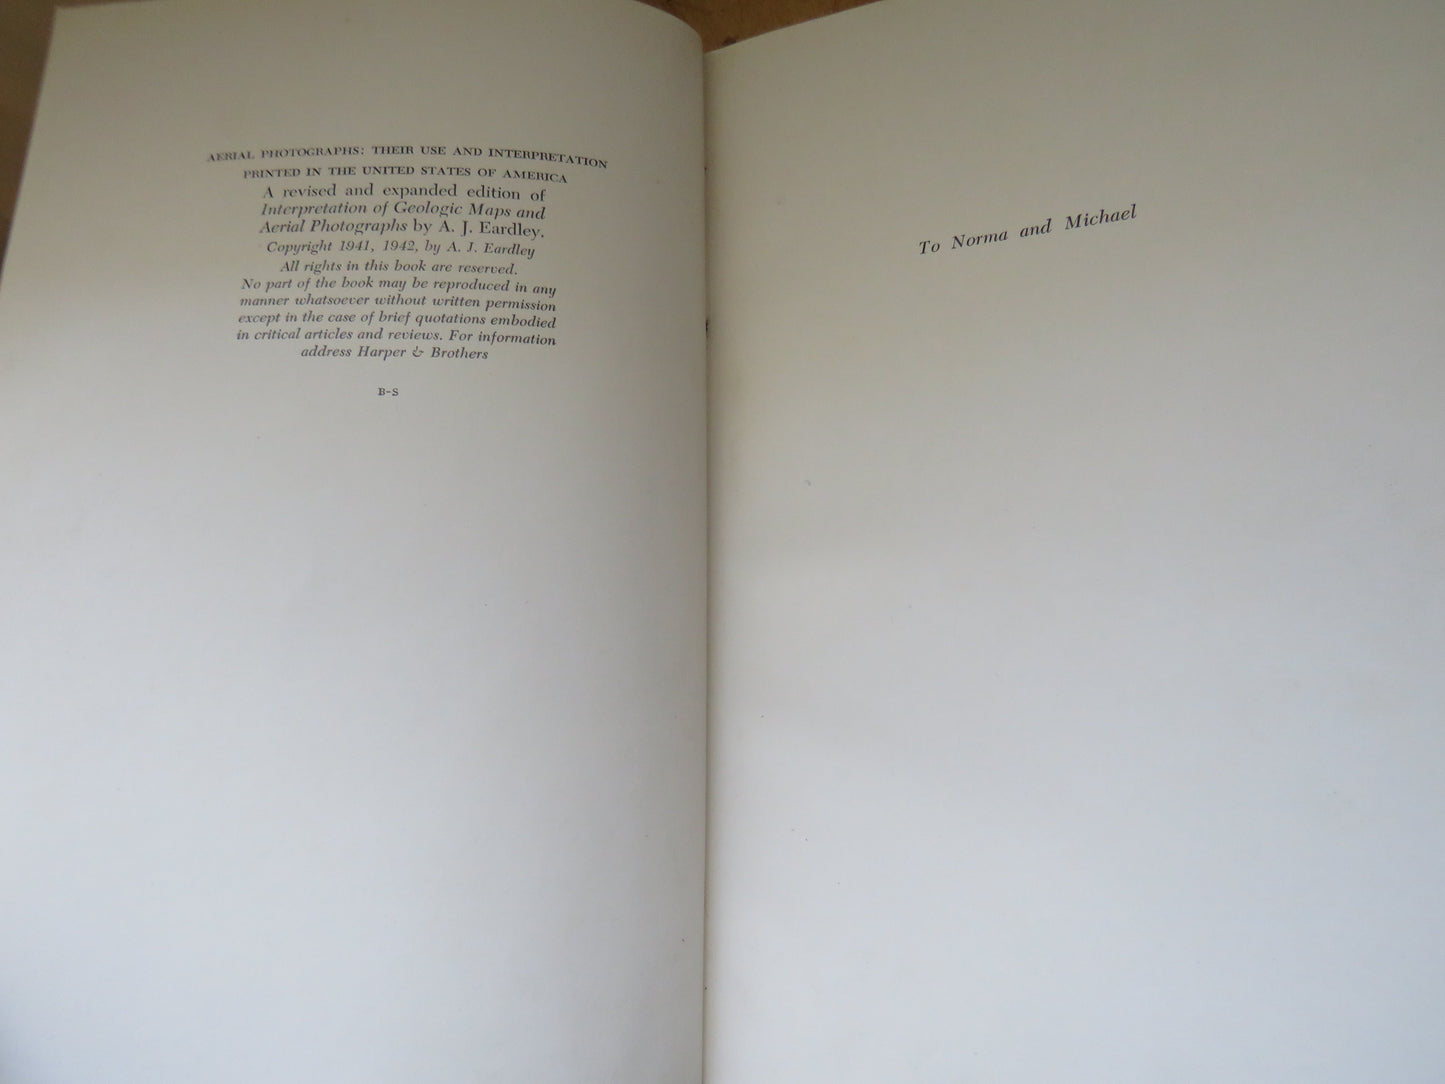 AERIAL PHOTOGRAPHS: THEIR USE AND INTERPRETATION
PRINTED IN THE UNITED STATES OF AMERICA
A revised and expanded edition of
Interpretation of Geologic Maps and
Aerial Photographs by A. J. Eardley.
Copyright 1941, 1942, by A. J. Eardley
All rights in this book are reserved.
No part of the book may be reproduced in any
manner whatsoever without written permission
except in the case of brief quotations embodied
in critical articles and reviews. For information
address Harper & Brothers
B-S
To Norma and Michael